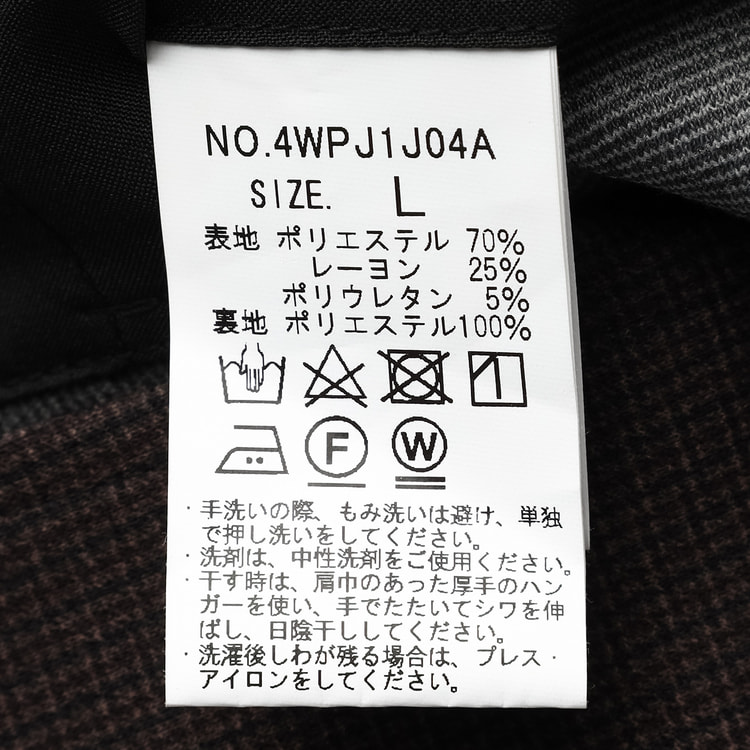 NO.4WPJ1J04A
SIZE. L
表地 ポリエステル 70%
レーヨン 25%
ポリウレタン 5%
裏地 ポリエステル100%
F W
・手洗いの際、もみ洗いは避け、単独
で押し洗いをしてください。
・洗剤は、中性洗剤をご使用ください。
・干す時は、肩巾のあった厚手のハン
ガーを使い、手でたたいてシワを伸
ばし、日陰干ししてください。
・洗濯後しわが残る場合は、プレス・
アイロンをしてください。